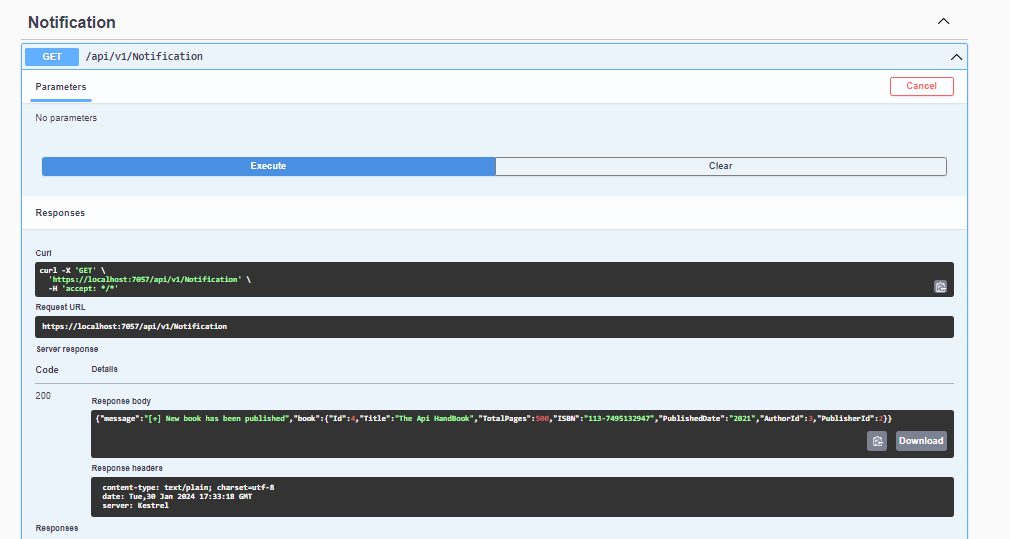 Notification
GET /api/v1/Notification
Parameters
Cancel
No parameters
Execute
Clear
Responses
Curl
curl -X 'GET' \
'https://localhost:7057/api/v1/Notification' \
-H 'accept: */*'
Request URL
https://localhost:7057/api/v1/Notification
Server response
Code Details
200
Response body
{"message":"[+] New book has been published","book":{"Id":4,"Title":"The Api HandBook","TotalPages":500,"ISBN":"113-7495132947","PublishedDate":"2021","AuthorId":3,"PublisherId":2}}
Download
Response headers
content-type: text/plain; charset=utf-8
date: Tue,30 Jan 2024 17:33:18 GMT
server: Kestrel
Responses